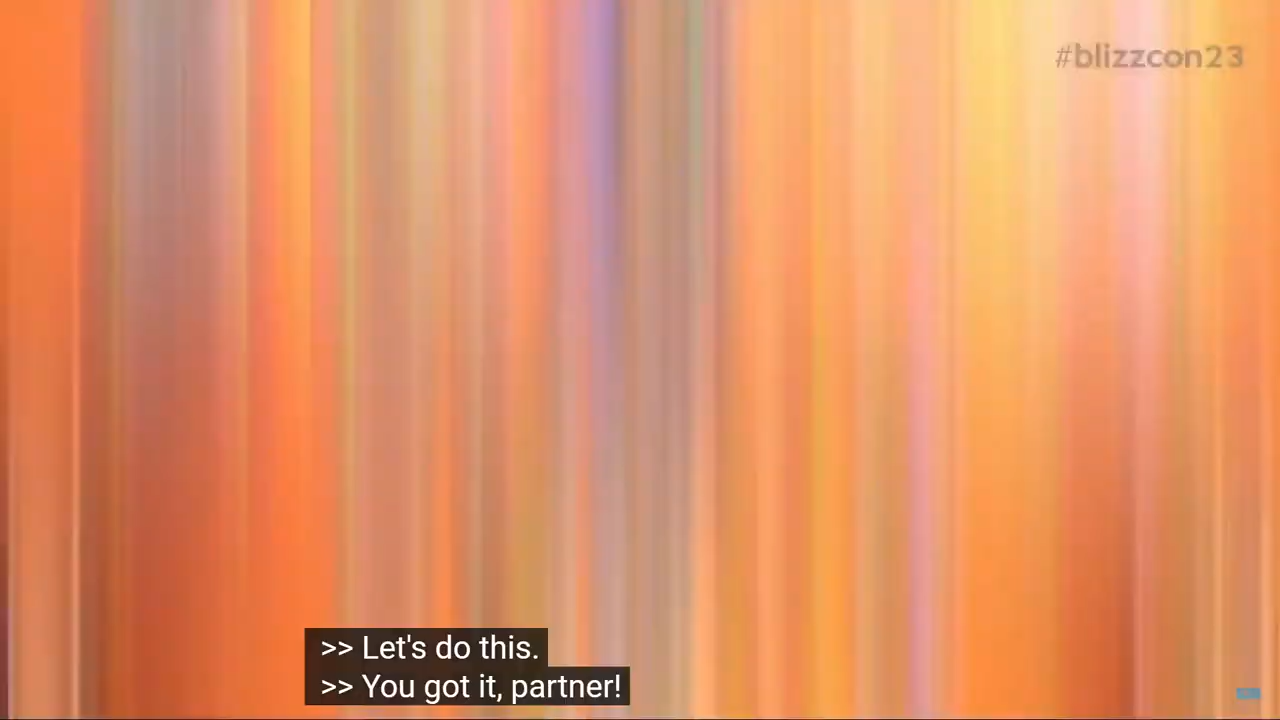 #blizzcon23
>> Let's do this.
>> You got it, partner!